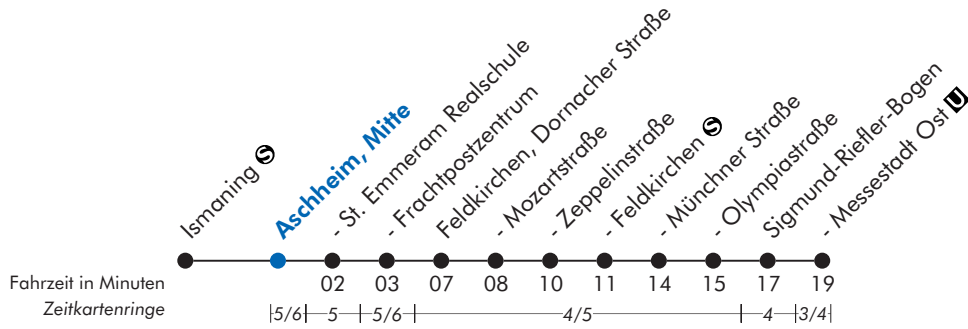 Ismaning S
Aschheim, Mitte
- St. Emmeram Realschule
- Frachtpostzentrum
Feldkirchen, Dornacher Straße
- Mozartstraße
- Zeppelinstraße
- Feldkirchen S
- Münchner Straße
- Olympiastraße
Sigmund-Riefler-Bogen
- Messestadt Ost U
Fahrzeit in Minuten 02 03 07 08 10 11 14 15 17 19
Zeitkartenringe 5/6 5 5/6 4/5 4 3/4